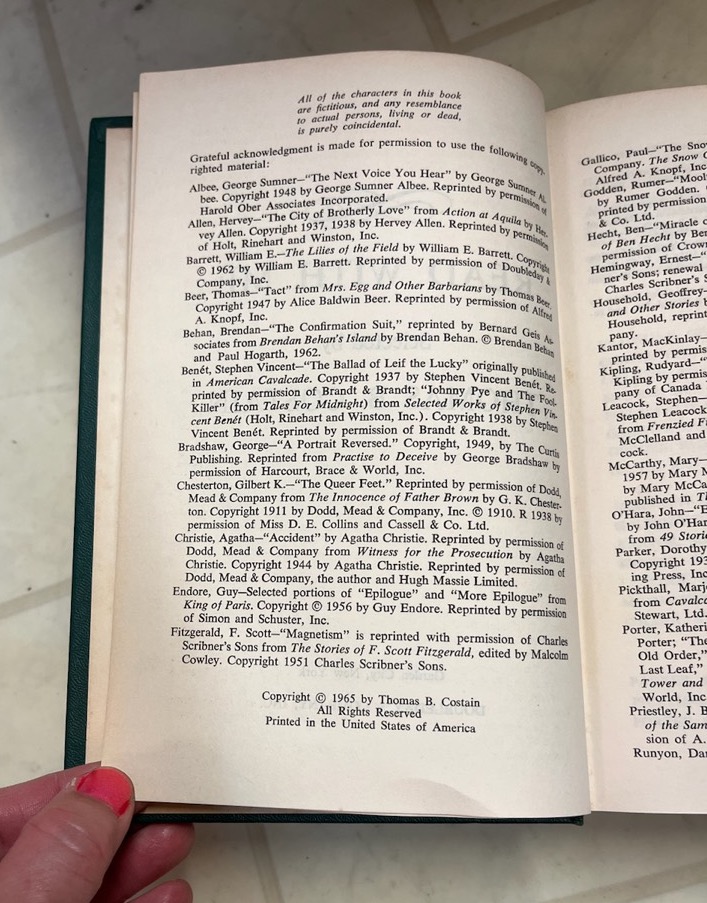 All of the characters in this book
are fictitious, and any resemblance
to actual persons, living or dead,
is purely coincidental.
Grateful acknowledgment is made for permission to use the following copy-
righted material:
Albee, George Sumner—“The Next Voice You Hear” by George Sumner Al-
bee. Copyright 1948 by George Sumner Albee. Reprinted by permission of
Harold Ober Associates Incorporated.
Allen, Hervey—“The City of Brotherly Love” from Action at Aquila by Her-
vey Allen. Copyright 1937, 1938 by Hervey Allen. Reprinted by permission
of Holt, Rinehart and Winston, Inc.
Barrett, William E.—The Lilies of the Field by William E. Barrett. Copyright
© 1962 by William E. Barrett. Reprinted by permission of Doubleday &
Company, Inc.
Beer, Thomas—“Tact” from Mrs. Egg and Other Barbarians by Thomas Beer.
Copyright 1947 by Alice Baldwin Beer. Reprinted by permission of Alfred
A. Knopf, Inc.
Behan, Brendan—“The Confirmation Suit,” reprinted by Bernard Geis As-
sociates from Brendan Behan's Island by Brendan Behan. © Brendan Behan
and Paul Hogarth, 1962.
Benét, Stephen Vincent—“The Ballad of Leif the Lucky” originally published
in American Cavalcade. Copyright 1937 by Stephen Vincent Benét. Re-
printed by permission of Brandt & Brandt; “Johnny Pye and The Fool-
Killer” (from Tales For Midnight) from Selected Works of Stephen Vin-
cent Benét (Holt, Rinehart and Winston, Inc.). Copyright 1938 by Stephen
Vincent Benét. Reprinted by permission of Brandt & Brandt.
Bradshaw, George—“A Portrait Reversed.” Copyright, 1949, by The Curtis
Publishing. Reprinted from Practise to Deceive by George Bradshaw by
permission of Harcourt, Brace & World, Inc.
Chesterton, Gilbert K.—“The Queer Feet.” Reprinted by permission of Dodd,
Mead & Company from The Innocence of Father Brown by G. K. Chester-
ton. Copyright 1911 by Dodd, Mead & Company, Inc. © 1910. R 1938 by
permission of Miss D. E. Collins and Cassell & Co. Ltd.
Christie, Agatha—“Accident” by Agatha Christie. Reprinted by permission of
Dodd, Mead & Company from Witness for the Prosecution by Agatha
Christie. Copyright 1944 by Agatha Christie. Reprinted by permission of
Dodd, Mead & Company, the author and Hugh Massie Limited.
Endore, Guy—Selected portions of “Epilogue” and “More Epilogue” from
King of Paris. Copyright © 1956 by Guy Endore. Reprinted by permission
of Simon and Schuster, Inc.
Fitzgerald, F. Scott—“Magnetism” is reprinted with permission of Charles
Scribner's Sons from The Stories of F. Scott Fitzgerald, edited by Malcolm
Cowley. Copyright 1951 Charles Scribner's Sons.
Copyright © 1965 by Thomas B. Costain
All Rights Reserved
Printed in the United States of America
Gallico, Paul—“The Snow
Company. The Snow
Alfred A. Knopf, Inc
Godden, Rumer—
by Rumer Godden.
printed by permission
& Co. Ltd.
Hecht, Ben—“Miracle
of Ben Hecht by Ben
permission of Crown
Hemingway, Ernest—“
ner's Sons; renewal
Charles Scribner's S
Household, Geoffrey—
and Other Stories
Household, reprint
pany.
Kantor, MacKinlay—
printed by permis
Kipling, Rudyard—“
Kipling by permis
pany of Canada
Leacock, Stephen—
Stephen Leacock
from Frenzied Fi
McClelland and
cock.
McCarthy, Mary—
1957 by Mary M
by Mary McCa
published in T
O'Hara, John—“E
by John O'Har
from 49 Stori
Parker, Dorothy
Copyright 193
ing Press, Inc
Pickthall, Marj
from Cavalca
Stewart, Ltd.
Porter, Katheri
Porter; “The
Old Order,”
Last Leaf,”
Tower and
World, Inc
Priestley, J. B
of the Sam
sion of A.
Runyon, Da